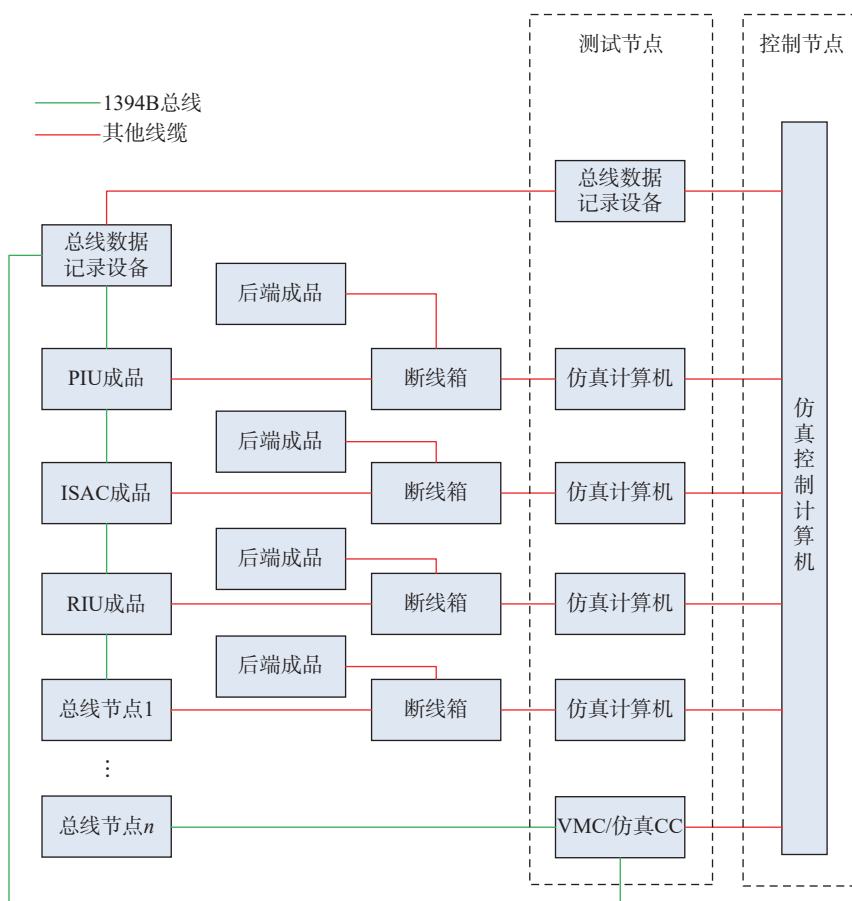 测试节点
控制节点
1394B总线
其他线缆
总线数据
记录设备
总线数据
记录设备
后端成品
PIU成品
断线箱
仿真计算机
后端成品
ISAC成品
断线箱
仿真计算机
后端成品
RIU成品
断线箱
仿真计算机
后端成品
总线节点1
断线箱
仿真计算机
⋮
总线节点n
VMC/仿真CC
仿真控制计算机